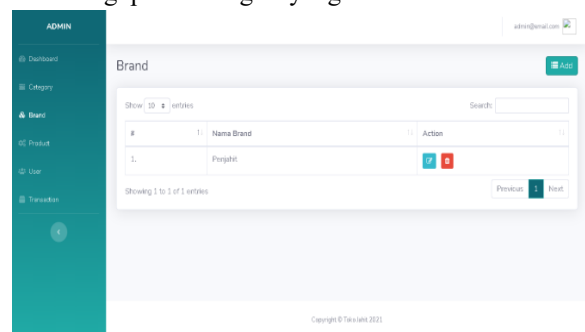 ADMIN
admin@email.com
Dashboard
Category
Brand
Product
User
Transaction
Brand
Add
Show 10 entries
Search:
# Nama Brand Action
1. Penjahit
Showing 1 to 1 of 1 entries
Previous 1 Next
Copyright © Toko Jahit 2021